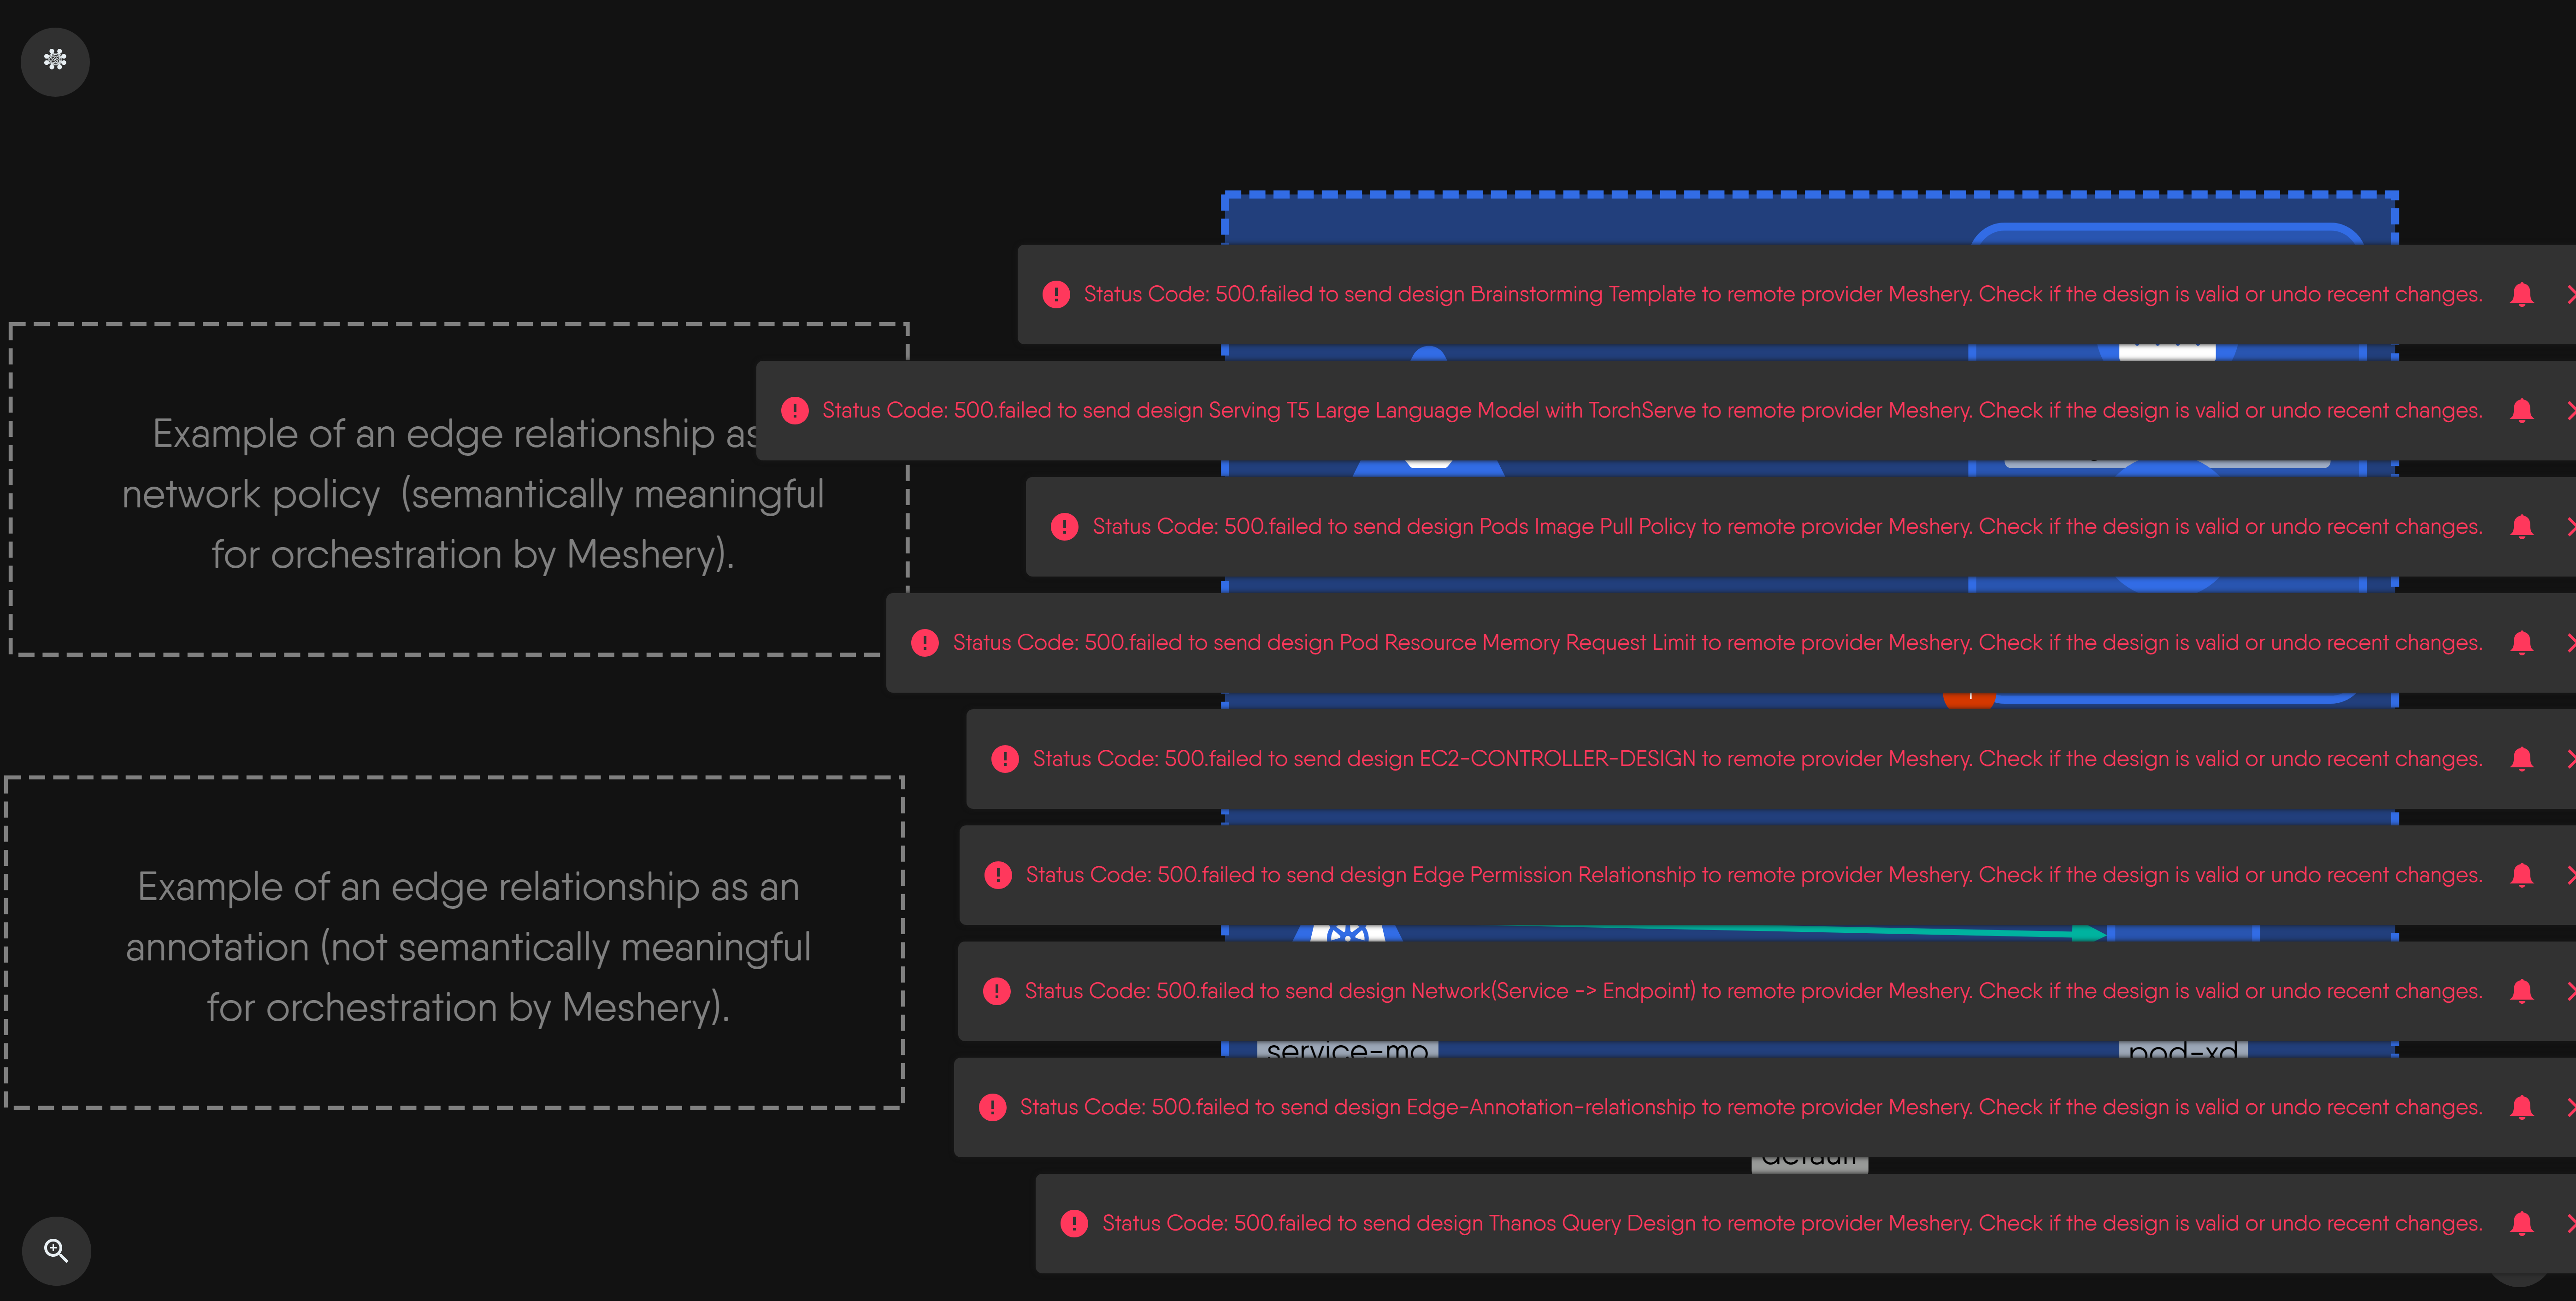 Status Code: 500.failed to send design Brainstorming Template to remote provider Meshery. Check if the design is valid or undo recent changes.
Status Code: 500.failed to send design Serving T5 Large Language Model with TorchServe to remote provider Meshery. Check if the design is valid or undo recent changes.
Example of an edge relationship as
network policy (semantically meaningful
for orchestration by Meshery).
Status Code: 500.failed to send design Pods Image Pull Policy to remote provider Meshery. Check if the design is valid or undo recent changes.
Status Code: 500.failed to send design Pod Resource Memory Request Limit to remote provider Meshery. Check if the design is valid or undo recent changes.
Status Code: 500.failed to send design EC2-CONTROLLER-DESIGN to remote provider Meshery. Check if the design is valid or undo recent changes.
Status Code: 500.failed to send design Edge Permission Relationship to remote provider Meshery. Check if the design is valid or undo recent changes.
Example of an edge relationship as an
annotation (not semantically meaningful
for orchestration by Meshery).
Status Code: 500.failed to send design Network(Service -> Endpoint) to remote provider Meshery. Check if the design is valid or undo recent changes.
service-mo
pod-xd
Status Code: 500.failed to send design Edge-Annotation-relationship to remote provider Meshery. Check if the design is valid or undo recent changes.
default
Status Code: 500.failed to send design Thanos Query Design to remote provider Meshery. Check if the design is valid or undo recent changes.